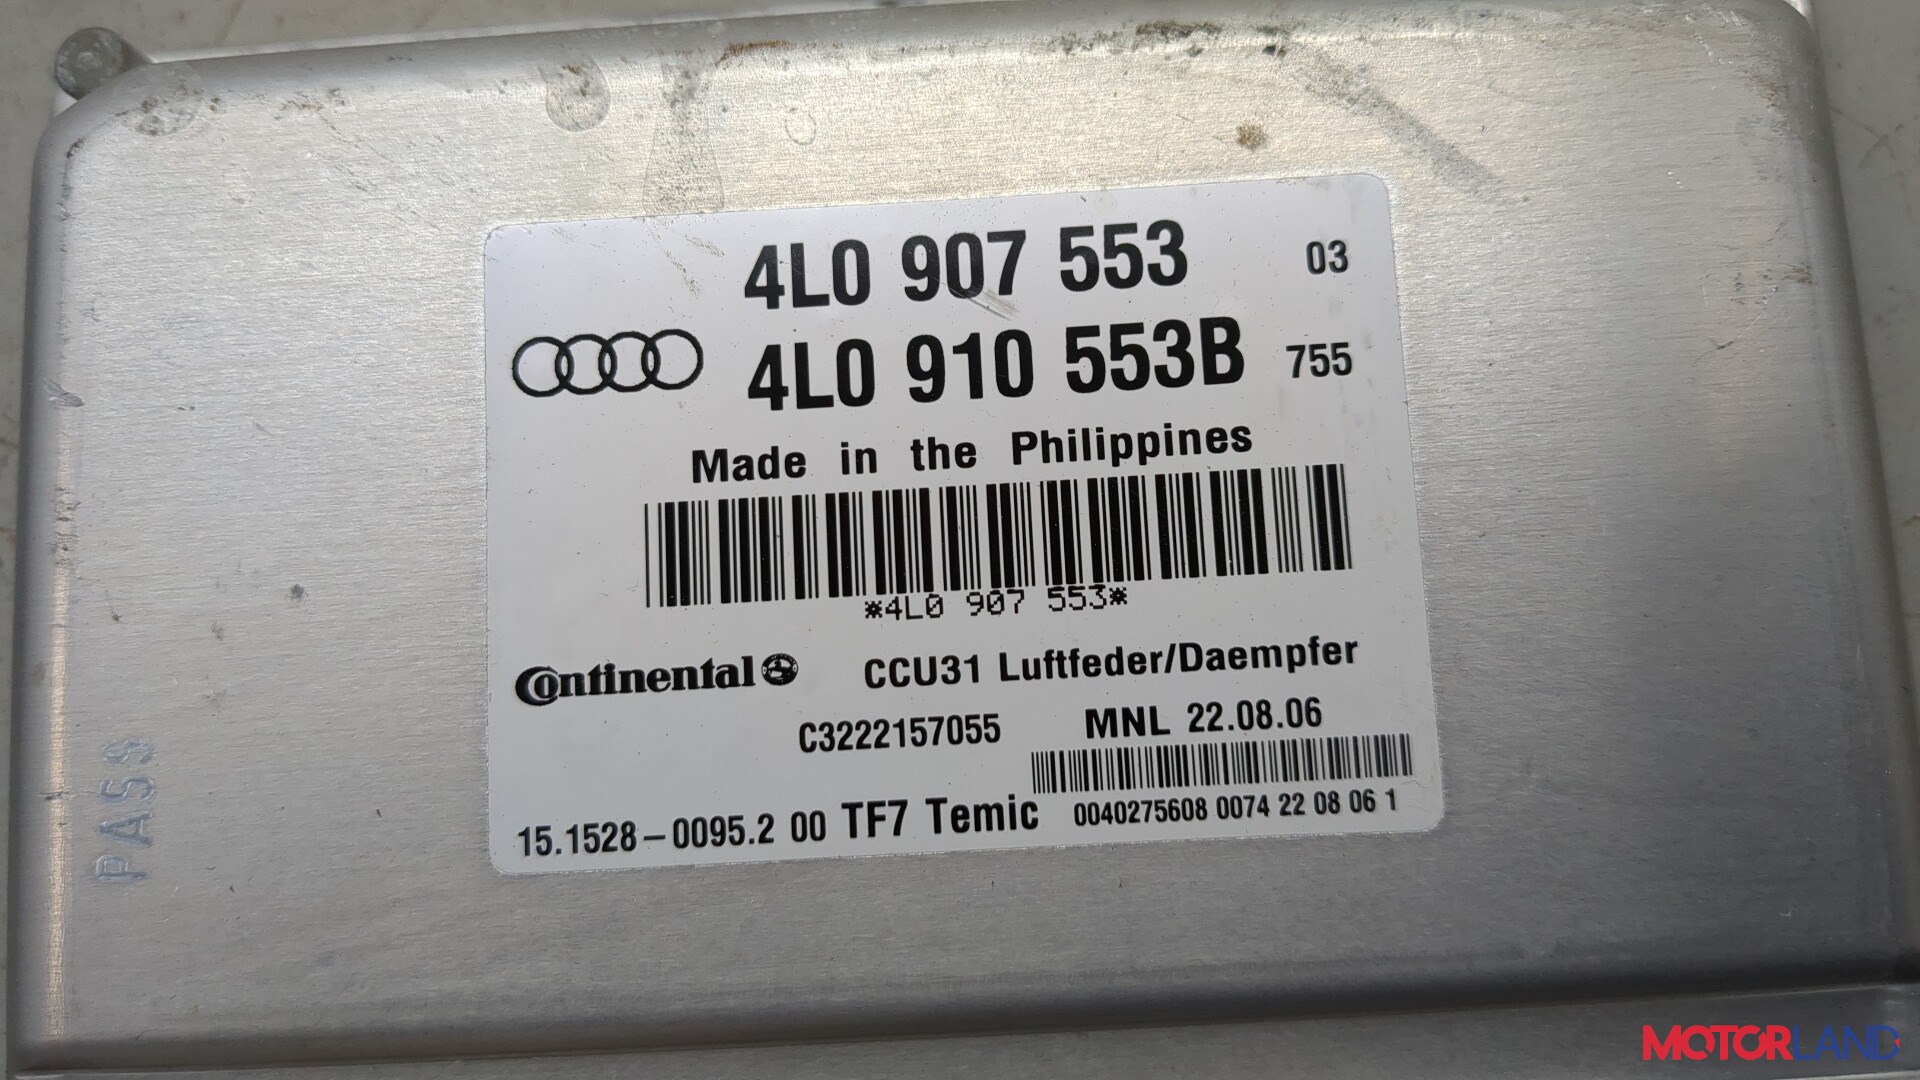 4L0 907 553 03
4L0 910 553B 755
Made in the Philippines
*4L0 907 553*
Continental CCU31 Luftfeder/Daempfer
C3222157055 MNL 22.08.06
15.1528-0095.2 00 TF7 Temic 0040275608 0074 22 08 06 1
PA59
MOTORLAND